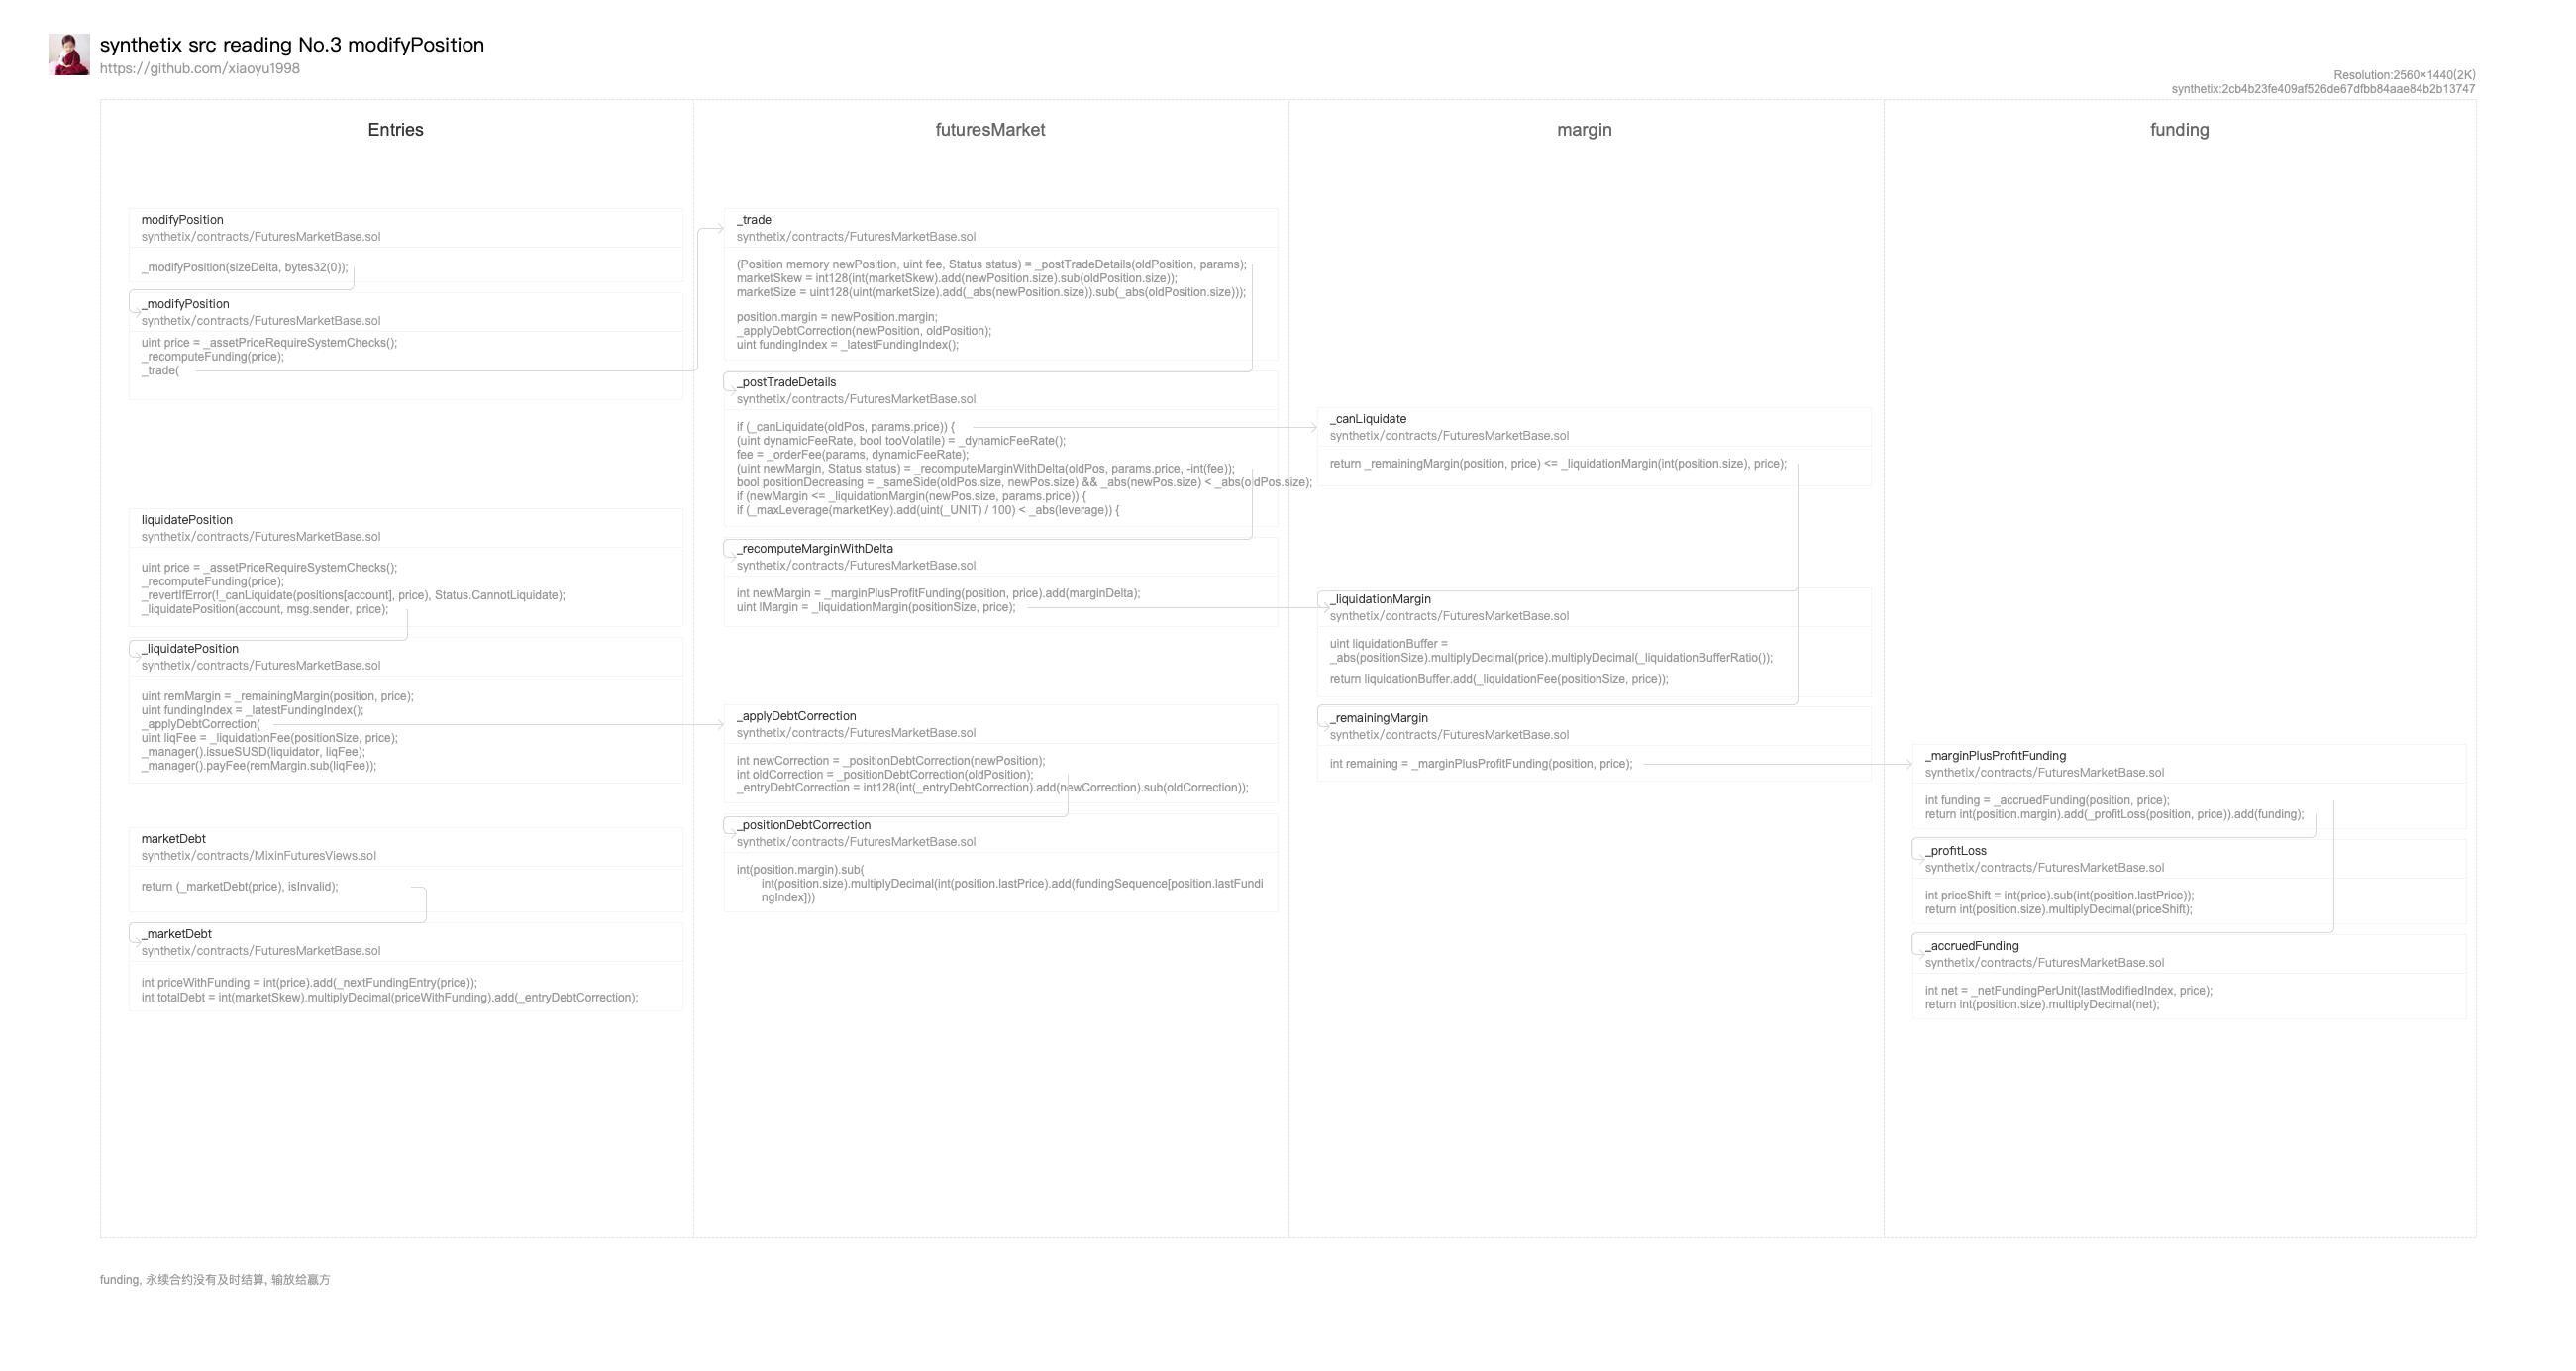 synthetix src reading No.3 modifyPosition
https://github.com/xiaoyu1998
Resolution:2560×1440(2K)
synthetix:2cb4b23fe409af526de67dfbb84aae84b2b13747
Entries
modifyPosition
synthetix/contracts/FuturesMarketBase.sol
_modifyPosition(sizeDelta, bytes32(0));
_modifyPosition
synthetix/contracts/FuturesMarketBase.sol
uint price = _assetPriceRequireSystemChecks();
_recomputeFunding(price);
_trade(
liquidatePosition
synthetix/contracts/FuturesMarketBase.sol
uint price = _assetPriceRequireSystemChecks();
_recomputeFunding(price);
_revertIfError(!_canLiquidate(positions[account], price), Status.CannotLiquidate);
_liquidatePosition(account, msg.sender, price);
_liquidatePosition
synthetix/contracts/FuturesMarketBase.sol
uint remMargin = _remainingMargin(position, price);
uint fundingIndex = _latestFundingIndex();
_applyDebtCorrection(
uint liqFee = _liquidationFee(positionSize, price);
_manager().issueSUSD(liquidator, liqFee);
_manager().payFee(remMargin.sub(liqFee));
marketDebt
synthetix/contracts/MixinFuturesViews.sol
return (_marketDebt(price), isInvalid);
_marketDebt
synthetix/contracts/FuturesMarketBase.sol
int priceWithFunding = int(price).add(_nextFundingEntry(price));
int totalDebt = int(marketSkew).multiplyDecimal(priceWithFunding).add(_entryDebtCorrection);
futuresMarket
_trade
synthetix/contracts/FuturesMarketBase.sol
(Position memory newPosition, uint fee, Status status) = _postTradeDetails(oldPosition, params);
marketSkew = int128(int(marketSkew).add(newPosition.size).sub(oldPosition.size));
marketSize = uint128(uint(marketSize).add(_abs(newPosition.size)).sub(_abs(oldPosition.size)));
position.margin = newPosition.margin;
_applyDebtCorrection(newPosition, oldPosition);
uint fundingIndex = _latestFundingIndex();
_postTradeDetails
synthetix/contracts/FuturesMarketBase.sol
if (_canLiquidate(oldPos, params.price)) {
(uint dynamicFeeRate, bool tooVolatile) = _dynamicFeeRate();
fee = _orderFee(params, dynamicFeeRate);
(uint newMargin, Status status) = _recomputeMarginWithDelta(oldPos, params.price, -int(fee));
bool positionDecreasing = _sameSide(oldPos.size, newPos.size) && _abs(newPos.size) < _abs(oldPos.size);
if (newMargin <= _liquidationMargin(newPos.size, params.price)) {
if (_maxLeverage(marketKey).add(uint(_UNIT) / 100) < _abs(leverage)) {
_recomputeMarginWithDelta
synthetix/contracts/FuturesMarketBase.sol
int newMargin = _marginPlusProfitFunding(position, price).add(marginDelta);
uint lMargin = _liquidationMargin(positionSize, price);
_applyDebtCorrection
synthetix/contracts/FuturesMarketBase.sol
int newCorrection = _positionDebtCorrection(newPosition);
int oldCorrection = _positionDebtCorrection(oldPosition);
_entryDebtCorrection = int128(int(_entryDebtCorrection).add(newCorrection).sub(oldCorrection));
_positionDebtCorrection
synthetix/contracts/FuturesMarketBase.sol
int(position.margin).sub(
int(position.size).multiplyDecimal(int(position.lastPrice).add(fundingSequence[position.lastFundi
ngIndex]))
margin
_canLiquidate
synthetix/contracts/FuturesMarketBase.sol
return _remainingMargin(position, price) <= _liquidationMargin(int(position.size), price);
_liquidationMargin
synthetix/contracts/FuturesMarketBase.sol
uint liquidationBuffer =
_abs(positionSize).multiplyDecimal(price).multiplyDecimal(_liquidationBufferRatio());
return liquidationBuffer.add(_liquidationFee(positionSize, price));
_remainingMargin
synthetix/contracts/FuturesMarketBase.sol
int remaining = _marginPlusProfitFunding(position, price);
funding
_marginPlusProfitFunding
synthetix/contracts/FuturesMarketBase.sol
int funding = _accruedFunding(position, price);
return int(position.margin).add(_profitLoss(position, price)).add(funding);
_profitLoss
synthetix/contracts/FuturesMarketBase.sol
int priceShift = int(price).sub(int(position.lastPrice));
return int(position.size).multiplyDecimal(priceShift);
_accruedFunding
synthetix/contracts/FuturesMarketBase.sol
int net = _netFundingPerUnit(lastModifiedIndex, price);
return int(position.size).multiplyDecimal(net);
funding, 永续合约没有及时结算, 输放给赢方